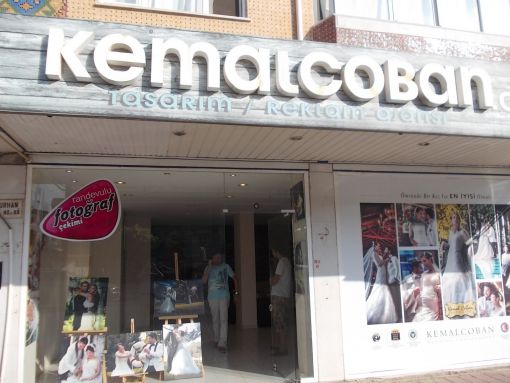 kemalcoban.
Tasarım / Reklam ajansı
randevulu
fotoğraf
çekimi
EN İYİSİ
KEMALCOBAN